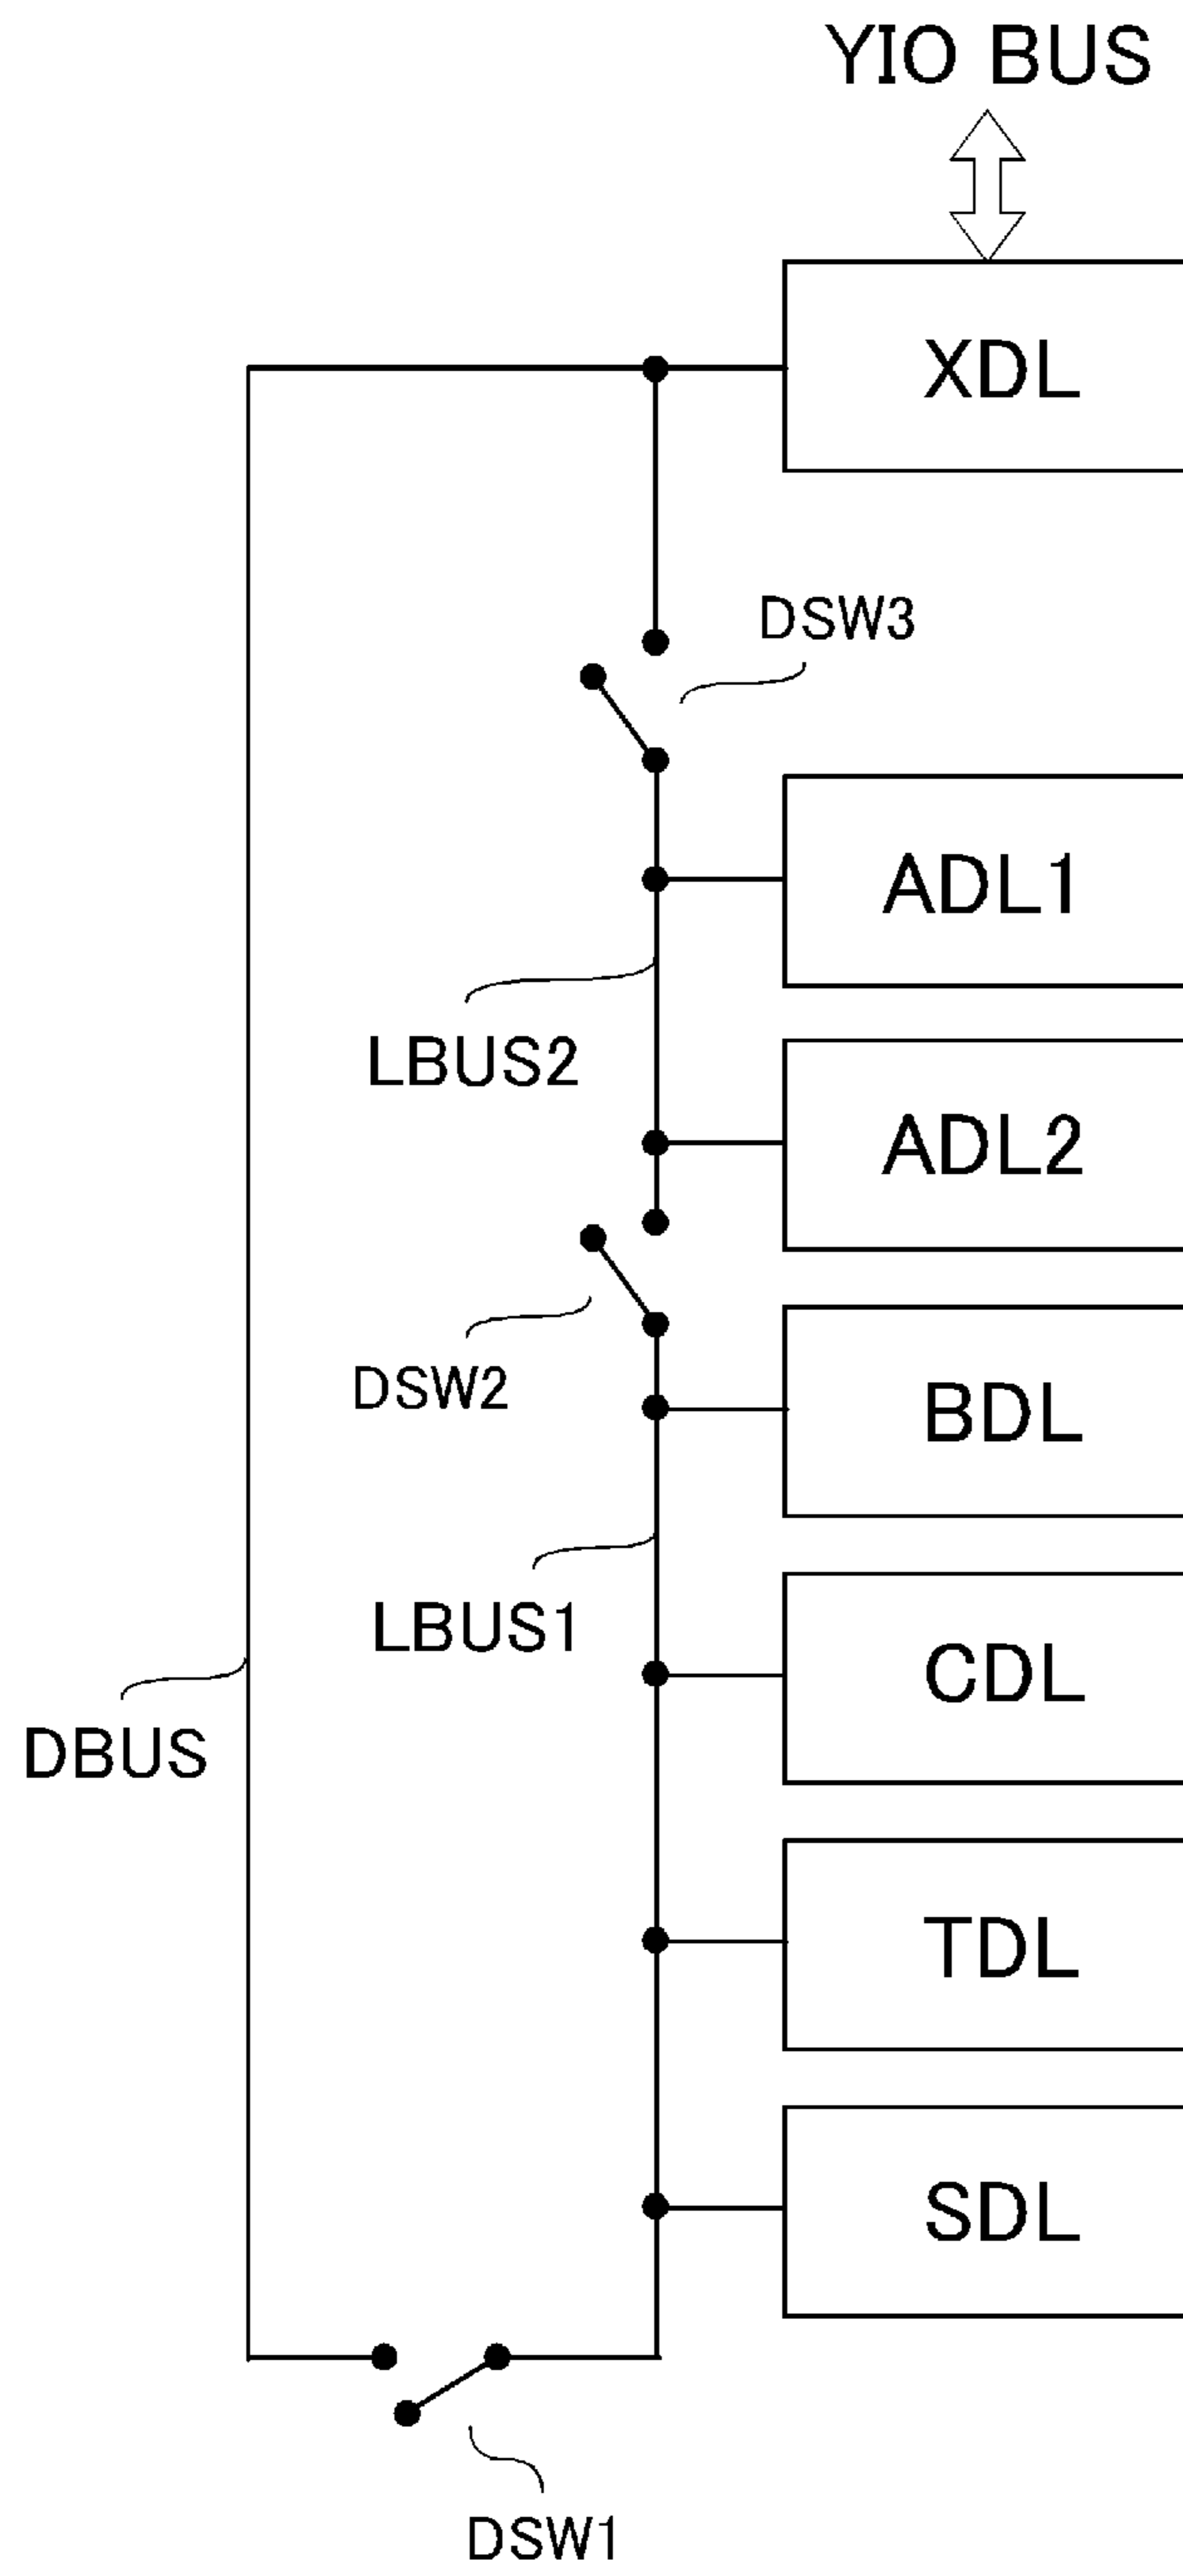 YIO BUS
XDL
DSW3
ADL1
LBUS2
ADL2
DSW2
BDL
LBUS1
CDL
DBUS
TDL
SDL
DSW1